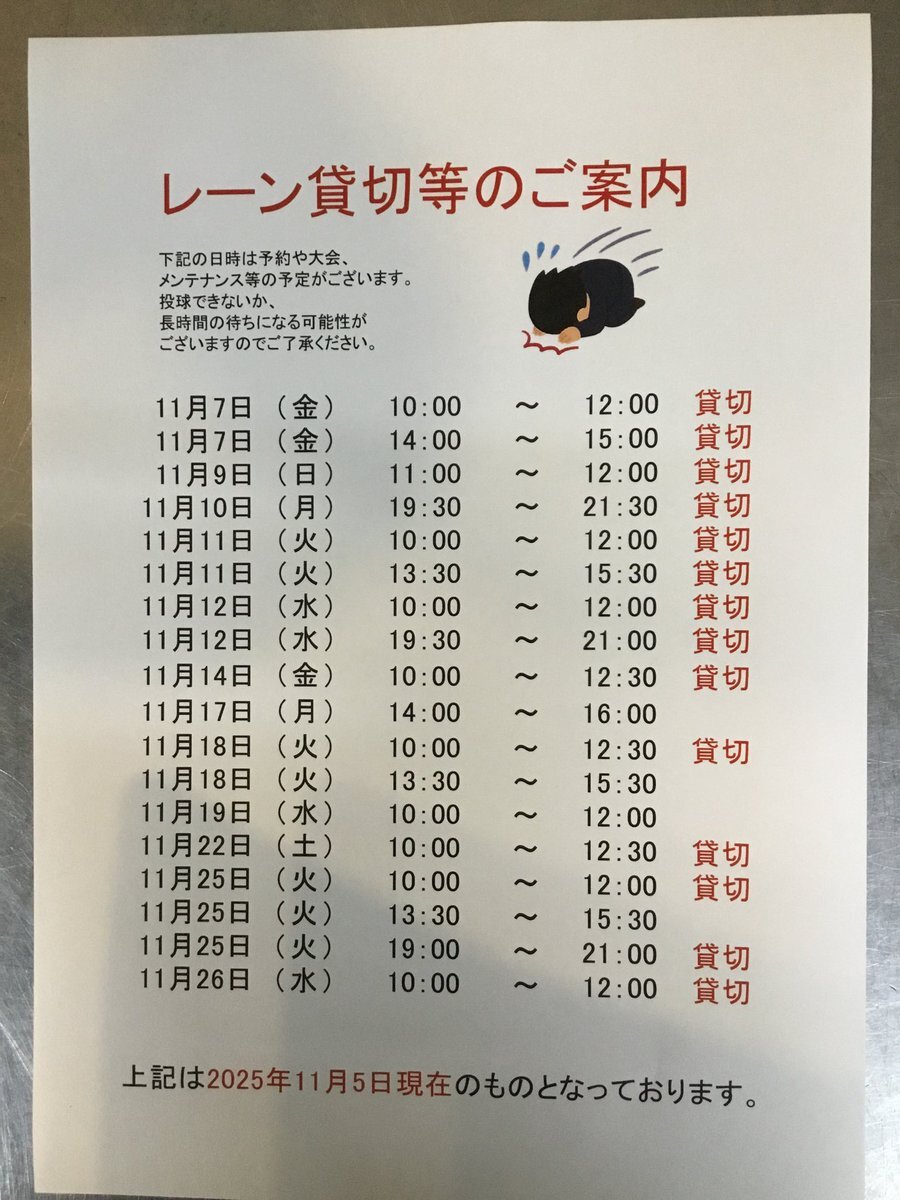 レーン貸切等のご案内
下記の日時は予約や大会、
メンテナンス等の予定がございます。
投球できないか、
長時間の待ちになる可能性が
ございますのでご了承ください。
11月7日 （金） 10:00 ～ 12:00 貸切
11月7日 （金） 14:00 ～ 15:00 貸切
11月9日 （日） 11:00 ～ 12:00 貸切
11月10日 （月） 19:30 ～ 21:30 貸切
11月11日 （火） 10:00 ～ 12:00 貸切
11月11日 （火） 13:30 ～ 15:30 貸切
11月12日 （水） 10:00 ～ 12:00 貸切
11月12日 （水） 19:30 ～ 21:00 貸切
11月14日 （金） 10:00 ～ 12:30 貸切
11月17日 （月） 14:00 ～ 16:00
11月18日 （火） 10:00 ～ 12:30 貸切
11月18日 （火） 13:30 ～ 15:30
11月19日 （水） 10:00 ～ 12:00
11月22日 （土） 10:00 ～ 12:30 貸切
11月25日 （火） 10:00 ～ 12:00 貸切
11月25日 （火） 13:30 ～ 15:30
11月25日 （火） 19:00 ～ 21:00 貸切
11月26日 （水） 10:00 ～ 12:00 貸切
上記は2025年11月5日現在のものとなっております。